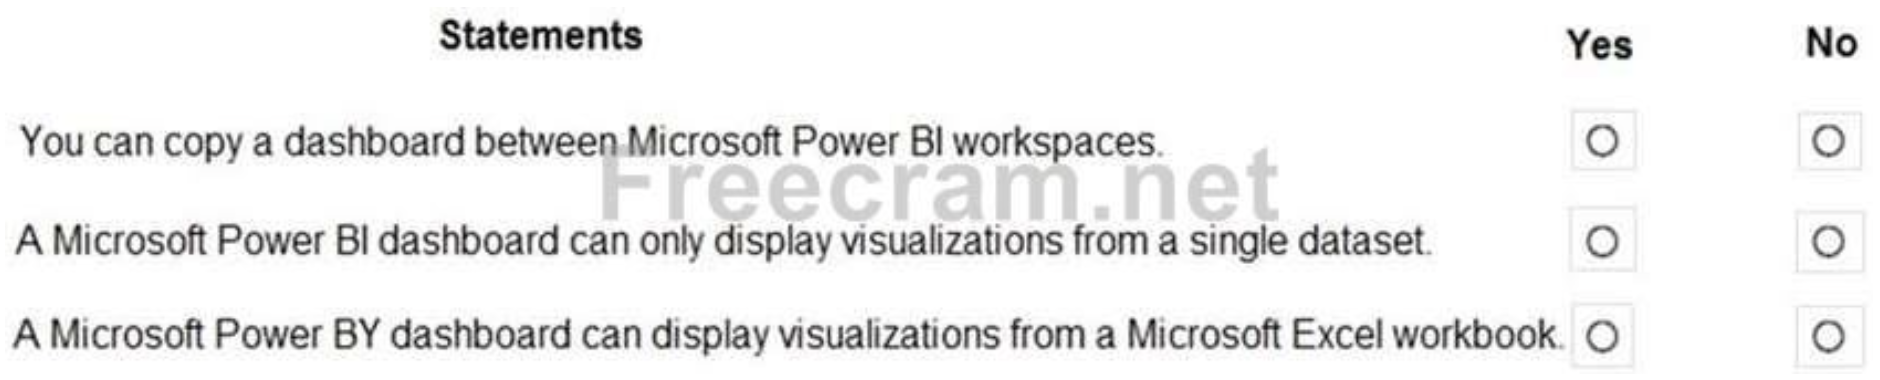 Statements Yes No
You can copy a dashboard between Microsoft Power BI workspaces.
Freecram.net
A Microsoft Power BI dashboard can only display visualizations from a single dataset.
A Microsoft Power BY dashboard can display visualizations from a Microsoft Excel workbook.